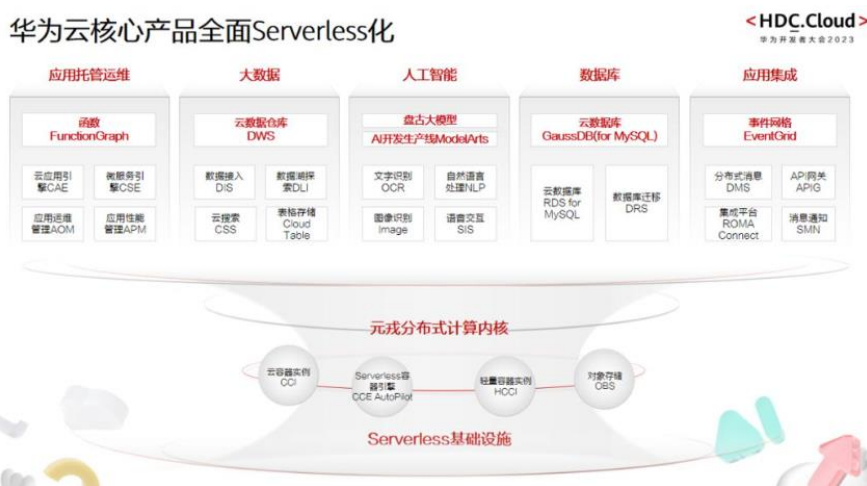 华为云核心产品全面Serverless化
<HDC.Cloud>
华为开发者大会2023
应用托管运维
函数
FunctionGraph
云应用引
擎CAE
微服务引
擎CSE
应用运维
管理AOM
应用性能
管理APM
大数据
云数据仓库
DWS
数据接入
DIS
数据湖探
索DLI
云搜索
CSS
表格存储
Cloud
Table
人工智能
盘古大模型
AI开发生产线ModelArts
文字识别
OCR
自然语言
处理NLP
图像识别
Image
语音交互
SIS
数据库
云数据库
GaussDB(for MySQL)
云数据库
RDS for
MySQL
数据库迁移
DRS
应用集成
事件网格
EventGrid
分布式消息
DMS
API网关
APIG
集成平台
ROMA
Connect
消息通知
SMN
元戎分布式计算内核
云容器实例
CCI
Serverless容
器引擎
CCE AutoPilot
轻量容器实例
HCCI
对象存储
OBS
Serverless基础设施